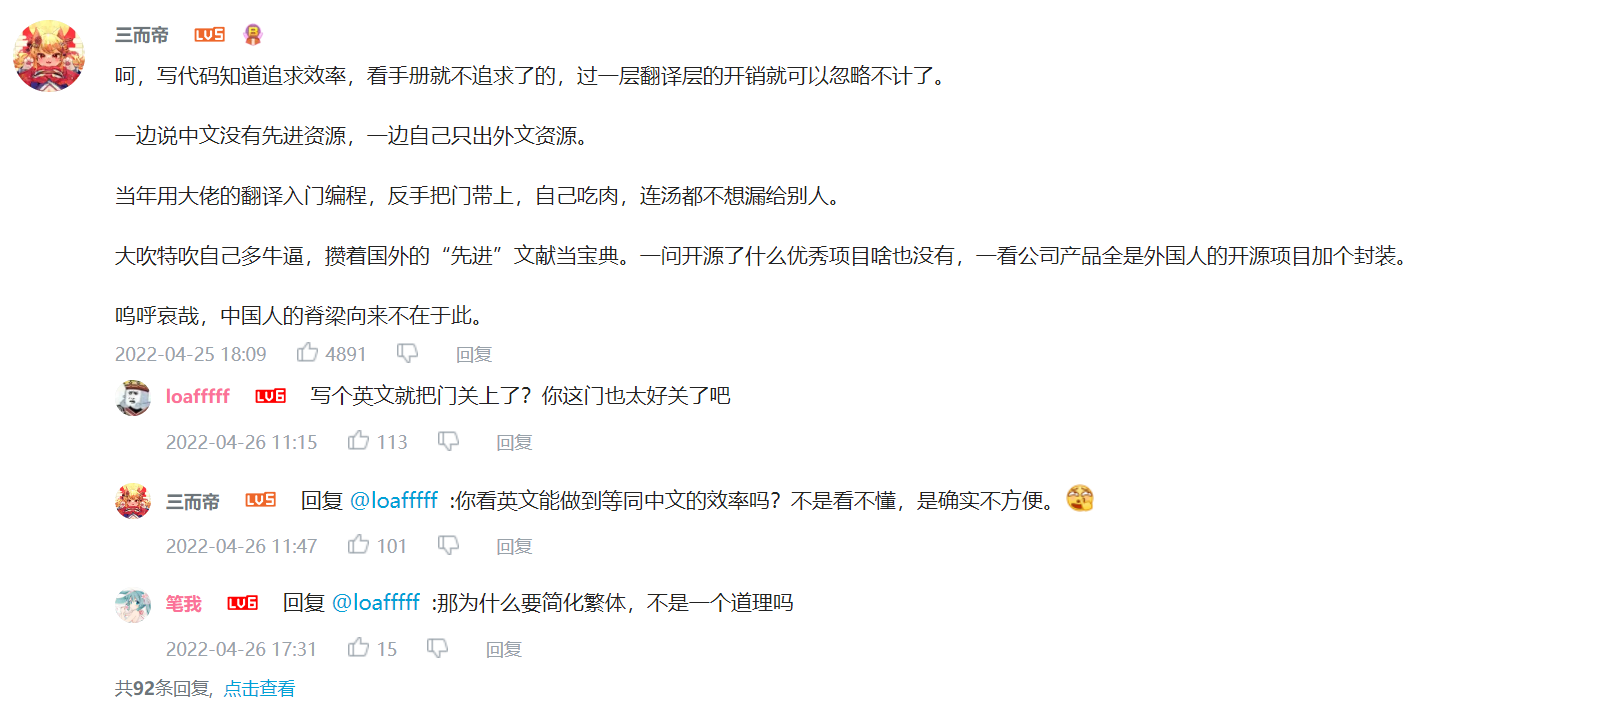 三而帝 LV5
呵，写代码知道追求效率，看手册就不追求了的，过一层翻译层的开销就可以忽略不计了。
一边说中文没有先进资源，一边自己只出外文资源。
当年用大佬的翻译入门编程，反手把门带上，自己吃肉，连汤都不想漏给别人。
大吹特吹自己多牛逼，攒着国外的“先进”文献当宝典。一问开源了什么优秀项目啥也没有，一看公司产品全是外国人的开源项目加个封装。
呜呼哀哉，中国人的脊梁向来不在于此。
2022-04-25 18:09 4891 回复
loafffff LV6 写个英文就把门关上了？你这门也太好关了吧
2022-04-26 11:15 113 回复
三而帝 LV5 回复 @loafffff :你看英文能做到等同中文的效率吗？不是看不懂，是确实不方便。
2022-04-26 11:47 101 回复
笔我 LV6 回复 @loafffff :那为什么要简化繁体，不是一个道理吗
2022-04-26 17:31 15 回复
共92条回复, 点击查看